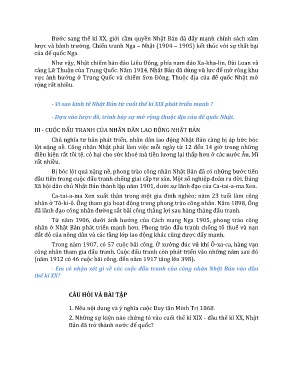 Bước sang thế kỉ XX, giới cầm quyền Nhật Bản đã đẩy mạnh chính sách xâm
lược và bành trướng. Chiến tranh Nga – Nhật (1904 – 1905) kết thúc với sự thất bại
của đế quốc Nga.
Như vậy, Nhật chiếm bán đảo Liêu Đông, phía nam đảo Xa-kha-lin, Đài Loan và
cảng Lữ Thuận của Trung Quốc. Năm 1914, Nhật Bản đã dùng vũ lực để mở rộng khu
vực ảnh hưởng ở Trung Quốc và chiếm Sơn Đông. Thuộc địa của đế quốc Nhật mở
rộng rất nhiều.
- Vì sao kinh tế Nhật Bản từ cuối thế kỉ XIX phát triển mạnh ?
- Dựa vào lược đồ, trình bày sự mở rộng thuộc địa của đế quốc Nhật.
III - CUỘC ĐẤU TRANH CỦA NHÂN DÂN LAO ĐỘNG NHẬT BẢN
Chủ nghĩa tư bản phát triển, nhân dân lao động Nhật Bản càng bị áp bức bóc
lột nặng nề. Công nhân Nhật phải làm việc mỗi ngày từ 12 đến 14 giờ trong những
điều kiện rất tồi tệ, có hại cho sức khoẻ mà tiền lương lại thấp hơn ở các nước Âu, Mĩ
rất nhiều.
Bị bóc lột quá nặng nề, phong trào công nhân Nhật Bản đã có những bước tiến
đầu tiên trong cuộc đấu tranh chống giai cấp tư sản. Một số nghiệp đoàn ra đời. Đảng
Xã hội dân chủ Nhật Bản thành lập năm 1901, dưới sự lãnh đạo của Ca-tai-a-ma Xen.
Ca-tai-a-ma Xen xuất thân trong một gia đình nghèo; năm 23 tuổi làm công
nhân ở Tô-ki-ô. Ông tham gia hoạt động trong phong trào công nhân. Năm 1898, Ông
đã lãnh đạo công nhân đường sắt bãi công thắng lợi sau hàng tháng đấu tranh.
Từ năm 1906, dưới ảnh hưởng của Cách mạng Nga 1905, phong trào công
nhân ở Nhật Bản phát triển mạnh hơn. Phong trào đấu tranh chống tô thuế và nạn
đắt đỏ của nông dân và các tầng lớp lao động khác cũng được đẩy mạnh.
Trong năm 1907, có 57 cuộc bãi công. Ở xưởng đúc vũ khí Ô-xa-ca, hàng vạn
công nhân tham gia đấu tranh. Cuộc đấu tranh còn phát triển vào những năm sau đó
(năm 1912 có 46 cuộc bãi công, đến năm 1917 tăng lên 398).
- Em có nhận xét gì về các cuộc đấu tranh của công nhân Nhật Bản vào đầu
thế kỉ XX?
CÂU HỎI VÀ BÀI TẬP
1. Nêu nội dung và ý nghĩa cuộc Duy tân Minh Trị 1868.
2. Những sự kiện nào chứng tỏ vào cuối thế kỉ XIX – đầu thế kỉ XX, Nhật
Bản đã trở thành nước đế quốc?